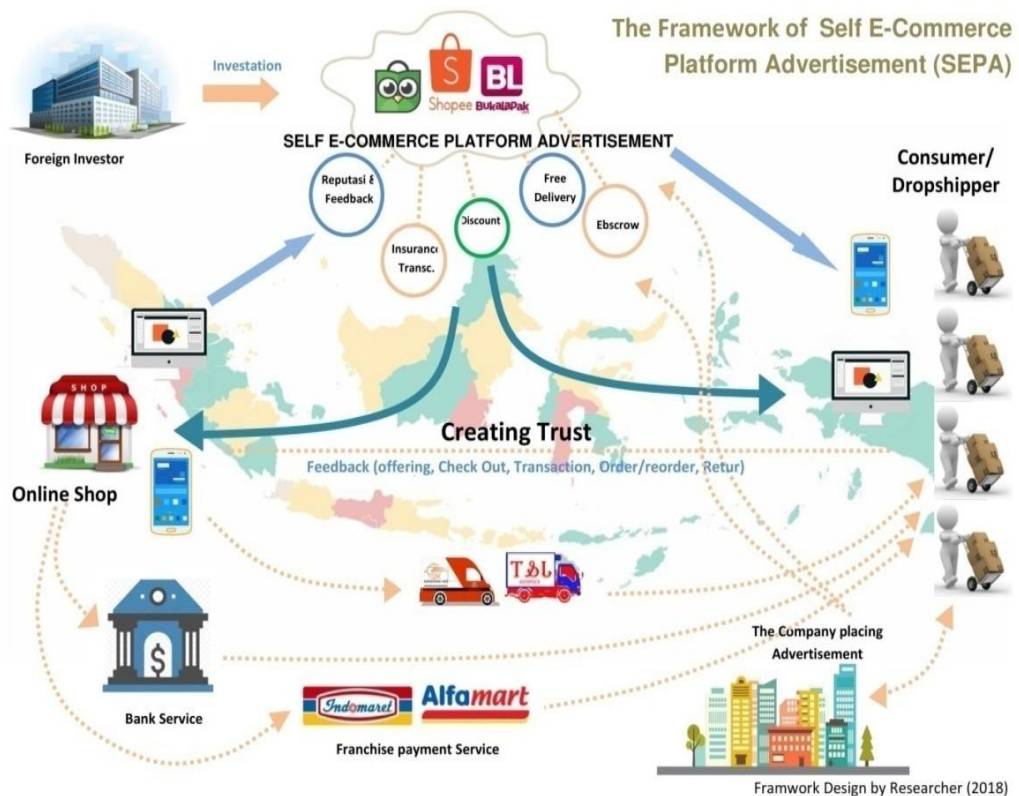 The Framework of Self E-Commerce
Platform Advertisement (SEPA)
Investation
Foreign Investor
Shopee
BL
BukalaPak
SELF E-COMMERCE PLATFORM ADVERTISEMENT
Reputasi &
Feedback
Insurance
Transc.
Discount
Free
Delivery
Ebscrow
Consumer/
Dropshipper
SHOP
Online Shop
Creating Trust
Feedback (offering, Check Out, Transaction, Order/reorder, Retur)
Bank Service
Indomaret
Alfamart
Franchise payment Service
The Company placing
Advertisement
Framwork Design by Researcher (2018)